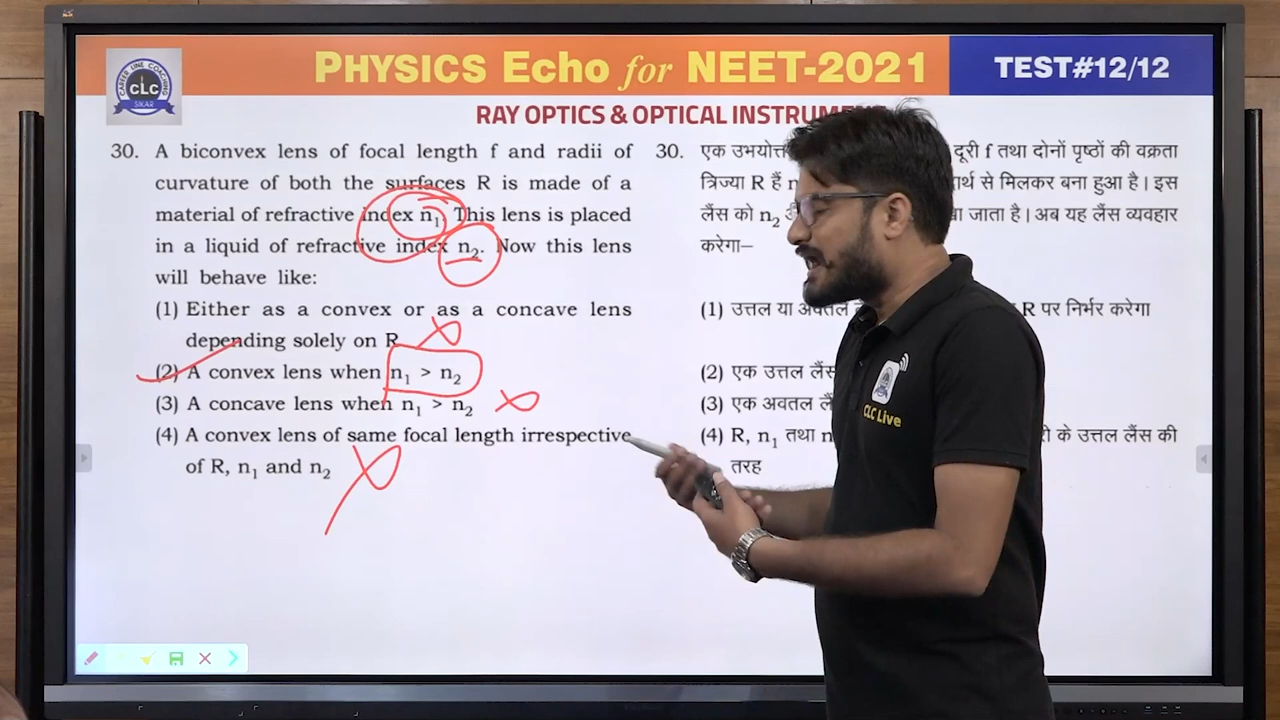 PHYSICS Echo for NEET-2021
TEST#12/12
CAREER LINE COACHING
CLC
SIKAR
RAY OPTICS & OPTICAL
30. A biconvex lens of focal length f and radii of
curvature of both the surfaces R is made of a
material of refractive index n₁. This lens is placed
in a liquid of refractive index n₂. Now this lens
will behave like:
(1) Either as a convex or as a concave lens
depending solely on R
(2) A convex lens when n₁ > n₂
(3) A concave lens when n₁ > n₂
(4) A convex lens of same focal length irrespective
of R, n₁ and n₂
30. एक दूरी f तथा दोनों पृष्ठों की वक्रता
त्रिज्या R हैं से मिलकर बना हुआ है। इस
लैंस को n₂ जाता है। अब यह लैंस व्यवहार
करेगा–
(1) उत्तल या अवतल R पर निर्भर करेगा
(2) एक उत्तल लैंस
(3) एक अवतल
(4) R, n₁ तथा के उत्तल लैंस की
तरह
CLC Live